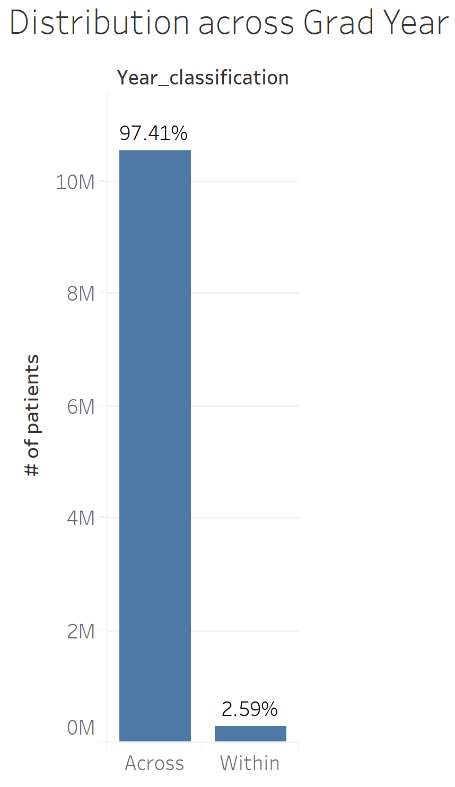 Distribution across Grad Year
Year_classification
97.41%
10M
8M
6M
4M
2M
0M
# of patients
2.59%
Across
Within